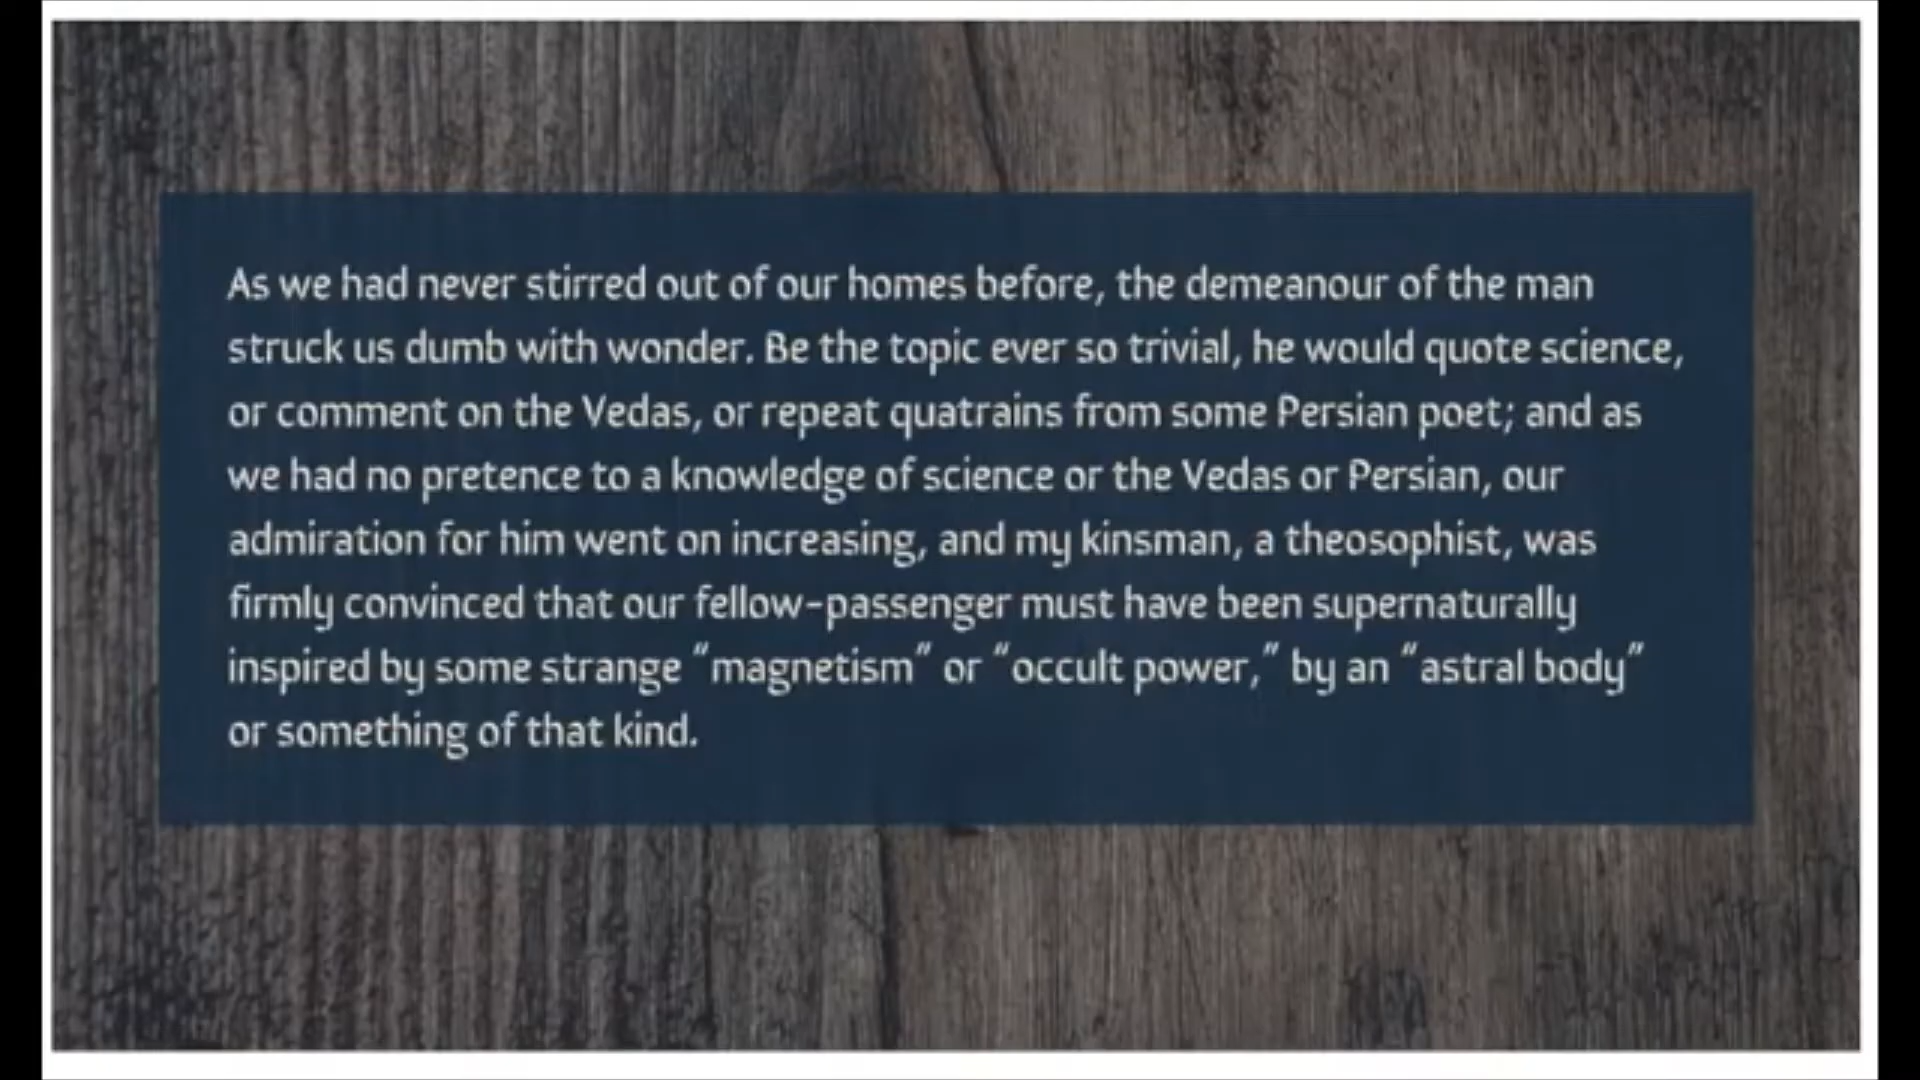 As we had never stirred out of our homes before, the demeanour of the man
struck us dumb with wonder. Be the topic ever so trivial, he would quote science,
or comment on the Vedas, or repeat quatrains from some Persian poet; and as
we had no pretence to a knowledge of science or the Vedas or Persian, our
admiration for him went on increasing, and my kinsman, a theosophist, was
firmly convinced that our fellow-passenger must have been supernaturally
inspired by some strange “magnetism” or “occult power,” by an “astral body”
or something of that kind.